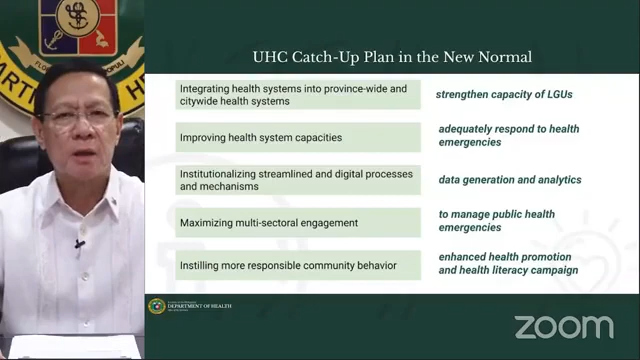 UHC Catch-Up Plan in the New Normal
Integrating health systems into province-wide and
citywide health systems
strengthen capacity of LGUs
Improving health system capacities
adequately respond to health
emergencies
Institutionalizing streamlined and digital processes
and mechanisms
data generation and analytics
Maximizing multi-sectoral engagement
to manage public health
emergencies
Instilling more responsible community behavior
enhanced health promotion
and health literacy campaign
DEPARTMENT OF HEALTH
zoom